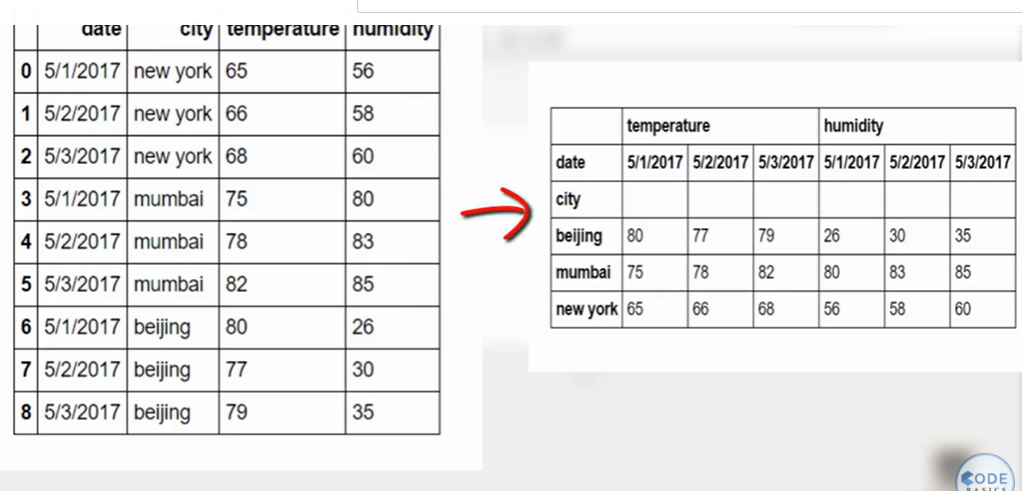 date city temperature humidity
0 5/1/2017 new york 65 56
1 5/2/2017 new york 66 58
2 5/3/2017 new york 68 60
3 5/1/2017 mumbai 75 80
4 5/2/2017 mumbai 78 83
5 5/3/2017 mumbai 82 85
6 5/1/2017 beijing 80 26
7 5/2/2017 beijing 77 30
8 5/3/2017 beijing 79 35
temperature humidity
date 5/1/2017 5/2/2017 5/3/2017 5/1/2017 5/2/2017 5/3/2017
city
beijing 80 77 79 26 30 35
mumbai 75 78 82 80 83 85
new york 65 66 68 56 58 60
CODE
BASICS